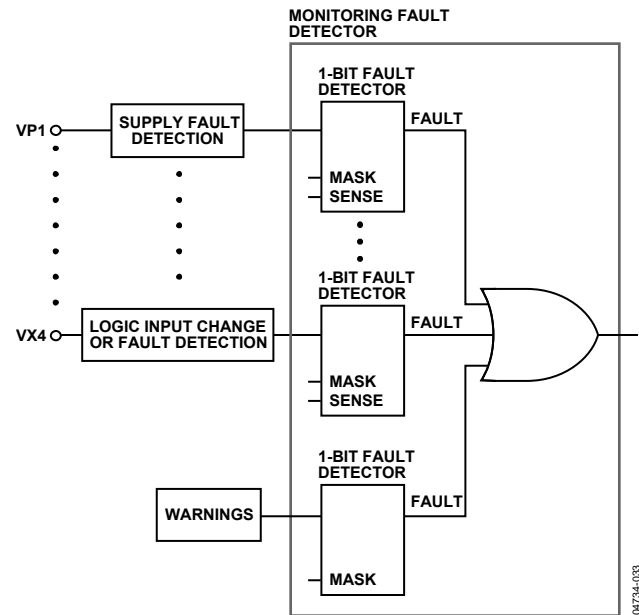 MONITORING FAULT
DETECTOR
1-BIT FAULT
DETECTOR
FAULT
VP1
SUPPLY FAULT
DETECTION
MASK
SENSE
1-BIT FAULT
DETECTOR
FAULT
VX4
LOGIC INPUT CHANGE
OR FAULT DETECTION
MASK
SENSE
1-BIT FAULT
DETECTOR
FAULT
WARNINGS
MASK
04734-033